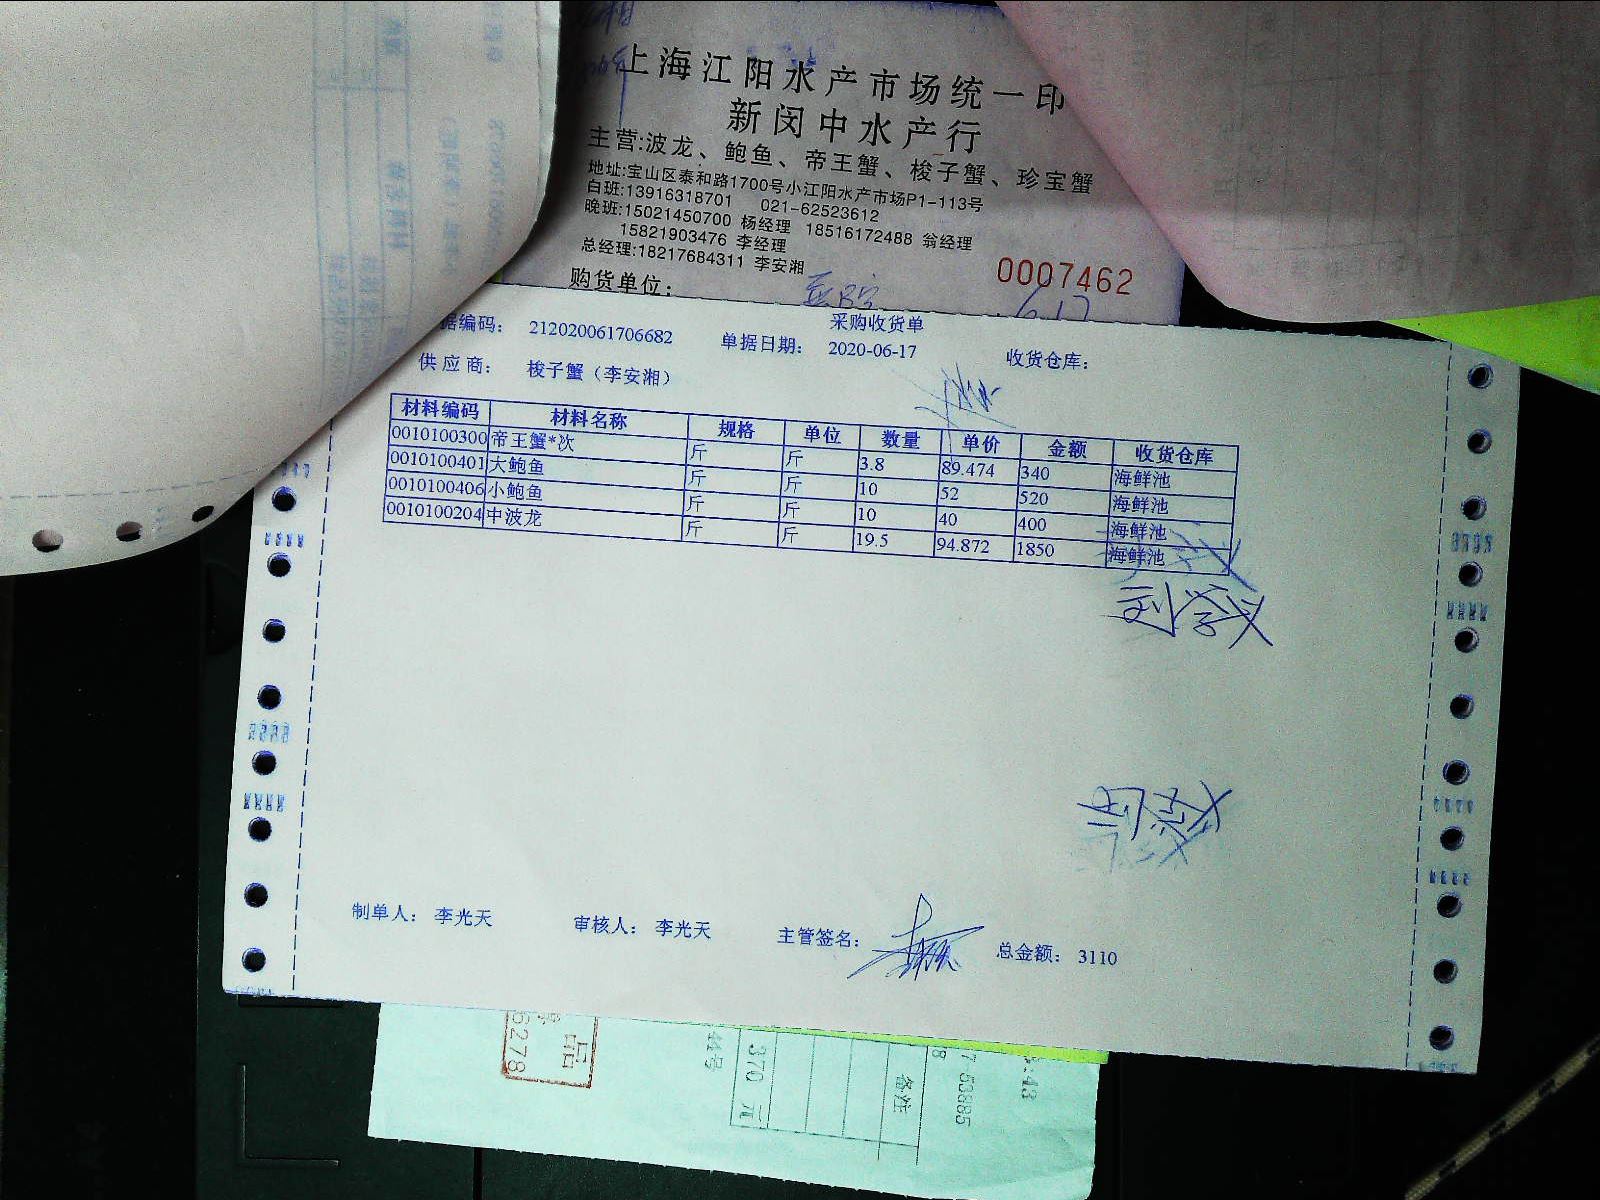 上海江阳水产市场统一印
新闵中水产行
主营:波龙、鲍鱼、帝王蟹、梭子蟹、珍宝蟹
地址:宝山区泰和路1700号小江阳水产市场P1-113号
白班:13916318701 021-62523612
晚班:15021450700 杨经理 18516172488 翁经理
15821903476 李经理
总经理:18217684311 李安湘
0007462
购货单位:
6.17
采购收货单
据编码: 212020061706682 单据日期: 2020-06-17 收货仓库:
供应商: 梭子蟹(李安湘)
材料编码 材料名称 规格 单位 数量 单价 金额 收货仓库
0010100300 帝王蟹*次 斤 斤 3.8 89.474 340 海鲜池
0010100401 大鲍鱼 斤 斤 10 52 520 海鲜池
0010100406 小鲍鱼 斤 斤 10 40 400 海鲜池
0010100204 中波龙 斤 斤 19.5 94.872 1850 海鲜池
制单人: 李光天 审核人: 李光天 主管签名: 总金额: 3110
6278
370 元
备注
7-53885